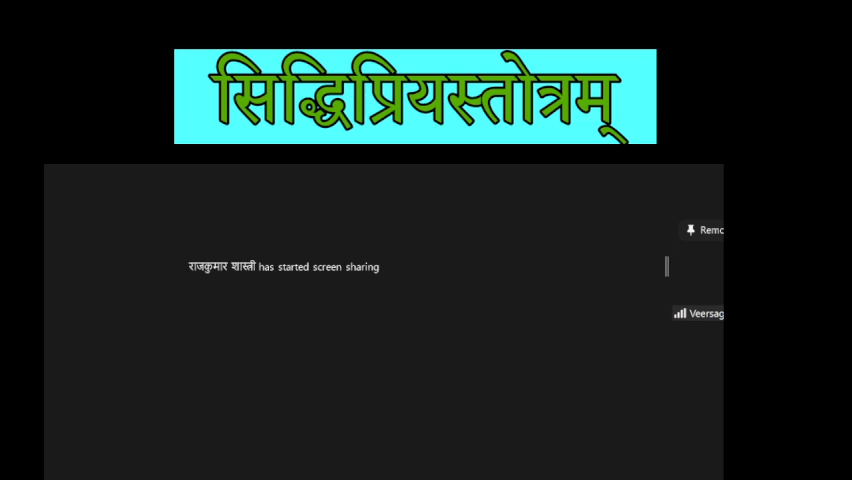 सिद्धिप्रियस्तोत्रम्
Remo
राजकुमार शास्त्री has started screen sharing
Veersag